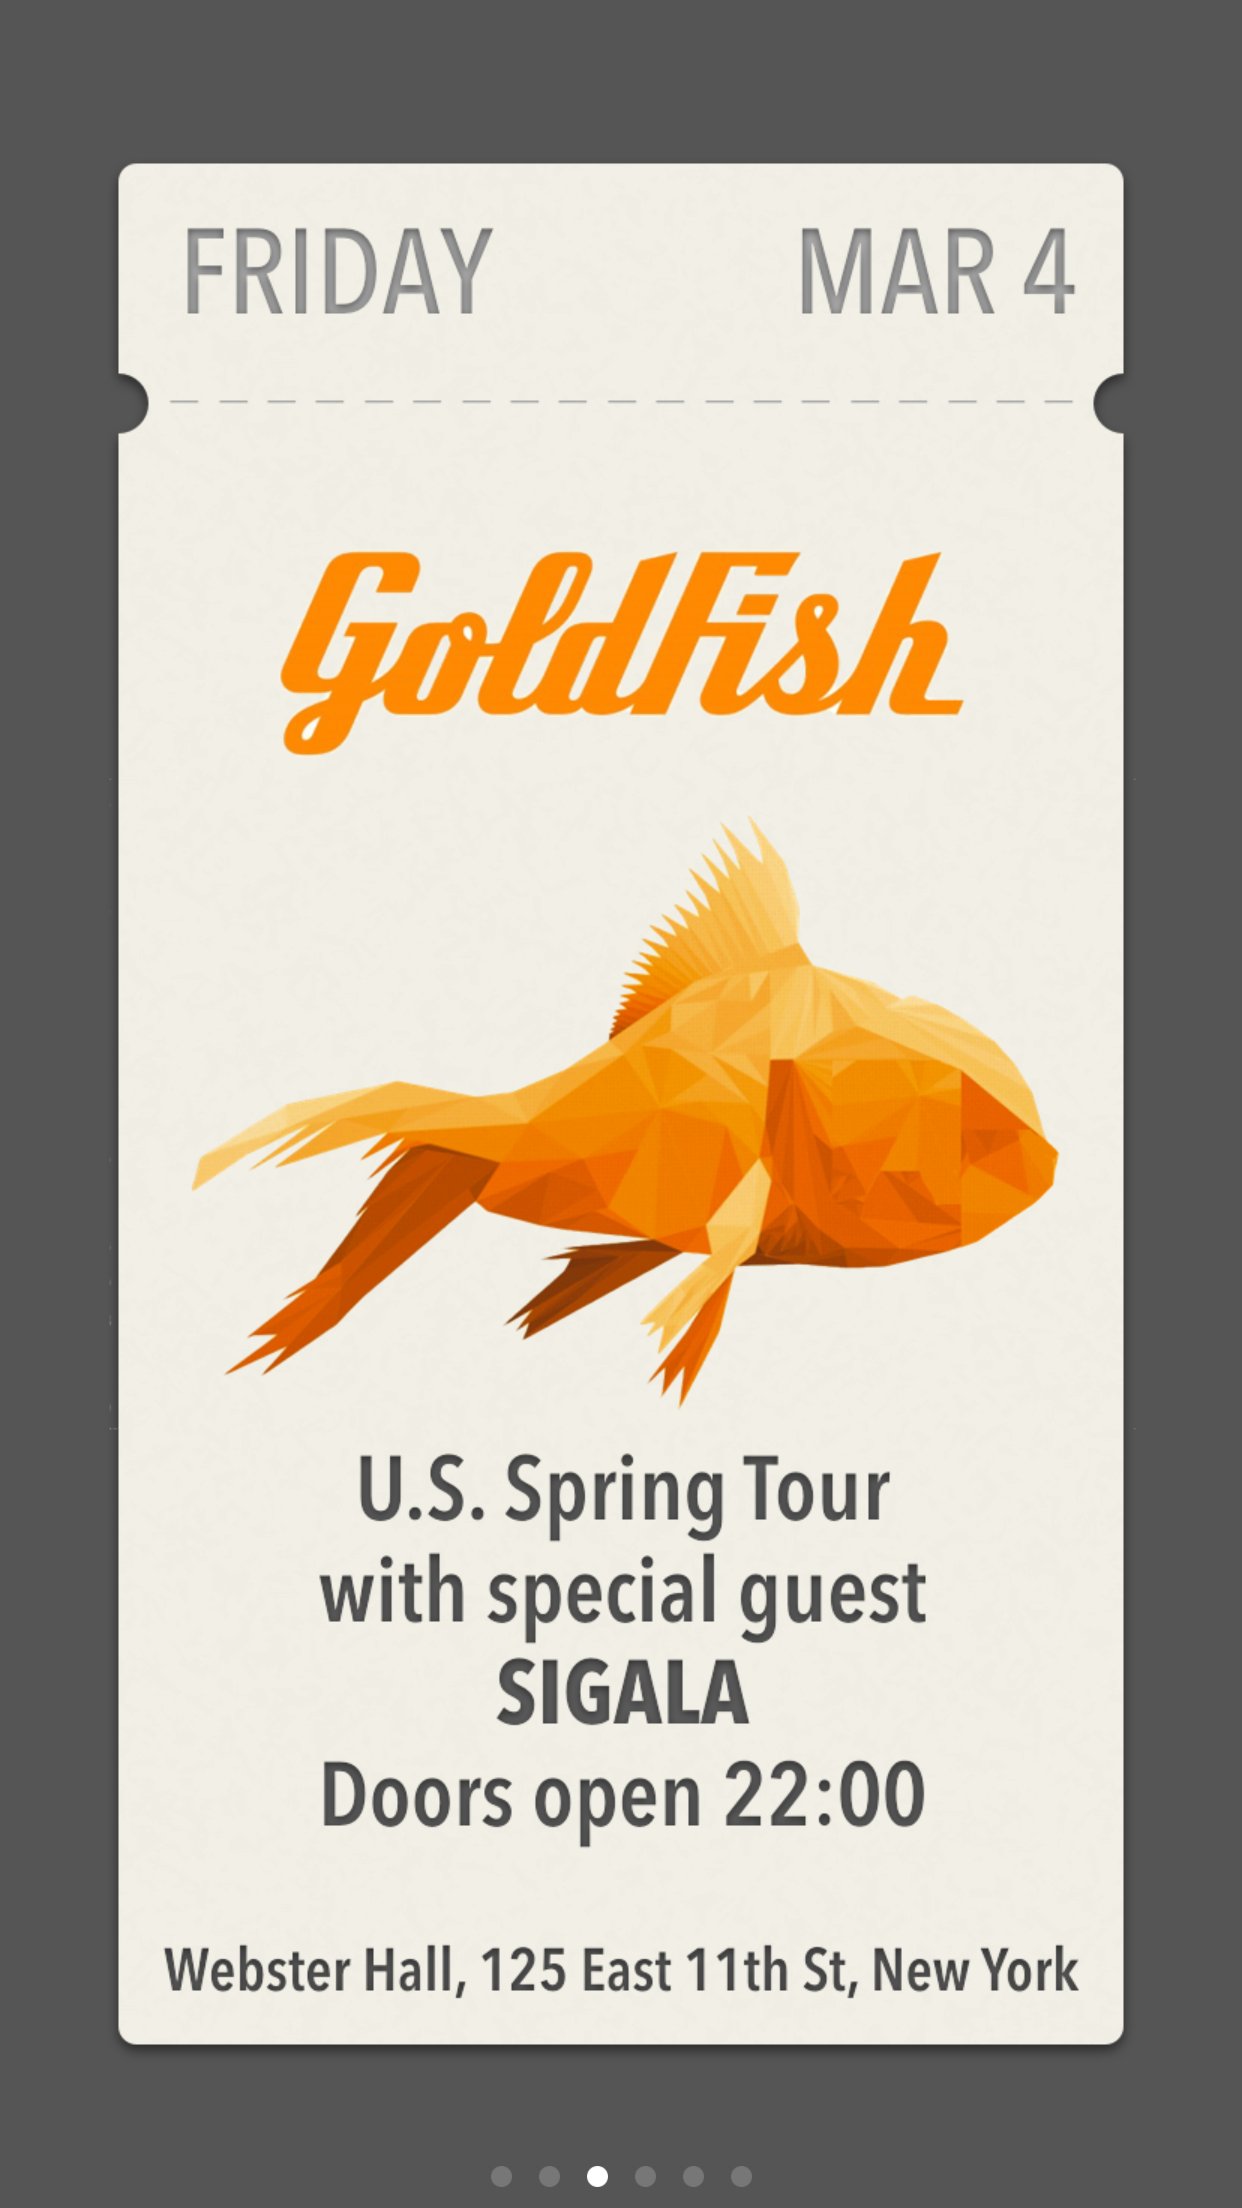 FRIDAY MAR 4
GoldFish
U.S. Spring Tour
with special guest
SIGALA
Doors open 22:00
Webster Hall, 125 East 11th St, New York